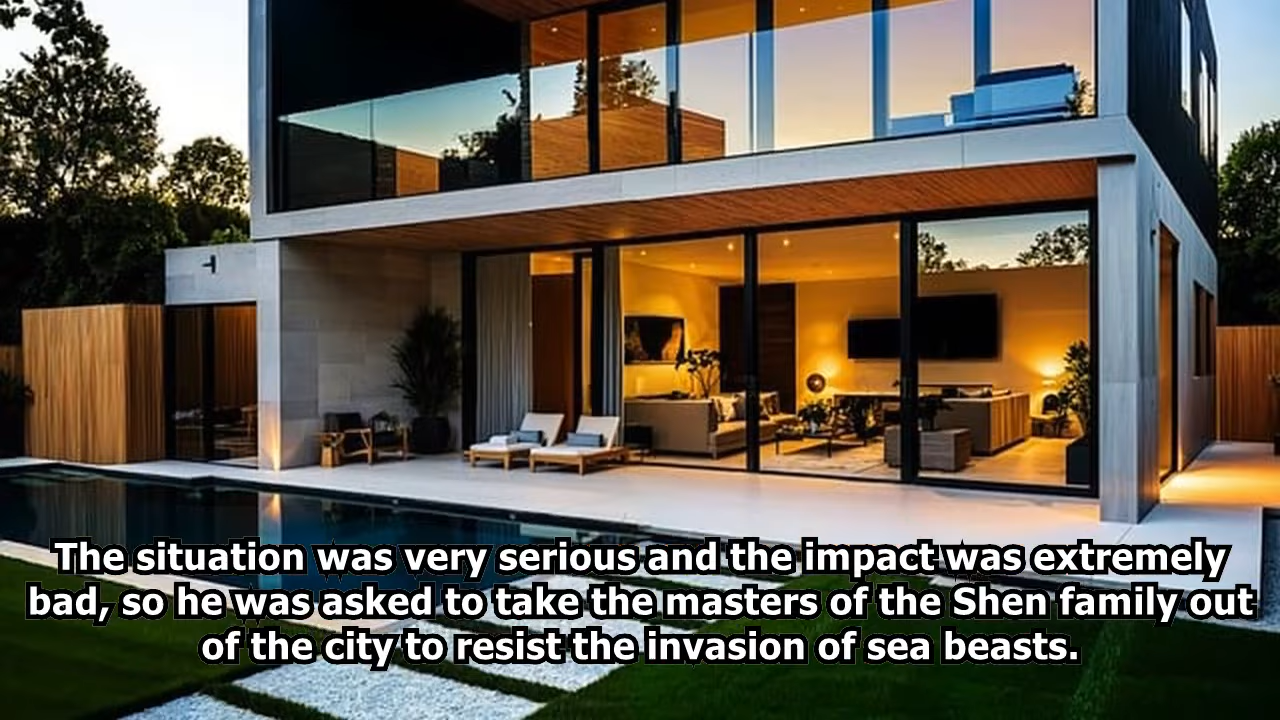 The situation was very serious and the impact was extremely
bad, so he was asked to take the masters of the Shen family out
of the city to resist the invasion of sea beasts.